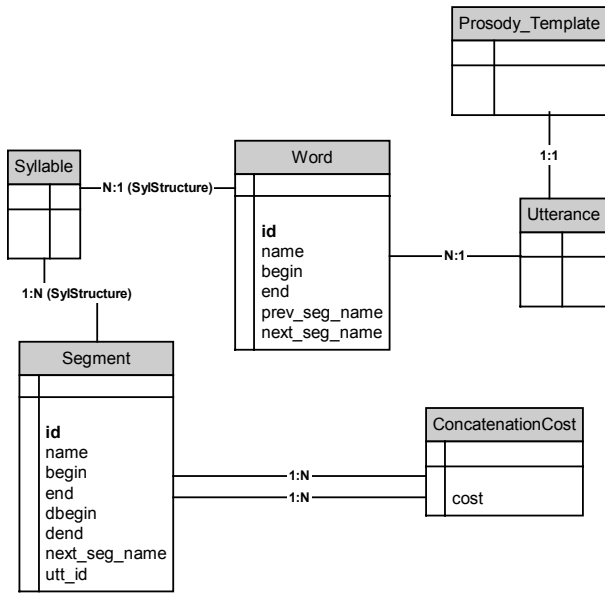 Prosody_Template
1:1
Utterance
Syllable
N:1 (SylStructure)
Word
id
name
begin
end
prev_seg_name
next_seg_name
N:1
1:N (SylStructure)
Segment
id
name
begin
end
dbegin
dend
next_seg_name
utt_id
1:N
1:N
ConcatenationCost
cost